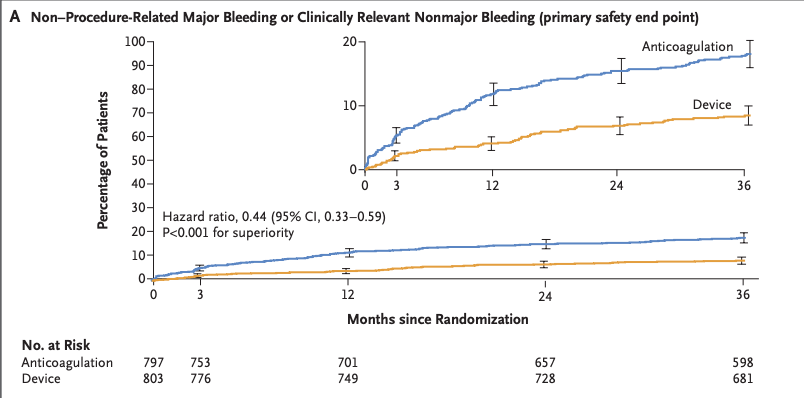 A Non–Procedure-Related Major Bleeding or Clinically Relevant Nonmajor Bleeding (primary safety end point)
Percentage of Patients
100
90
80
70
60
50
40
30
20
10
0
20
10
0
Anticoagulation
Device
0 3 12 24 36
Hazard ratio, 0.44 (95% CI, 0.33–0.59)
P<0.001 for superiority
0 3 12 24 36
Months since Randomization
No. at Risk
Anticoagulation 797 753 701 657 598
Device 803 776 749 728 681